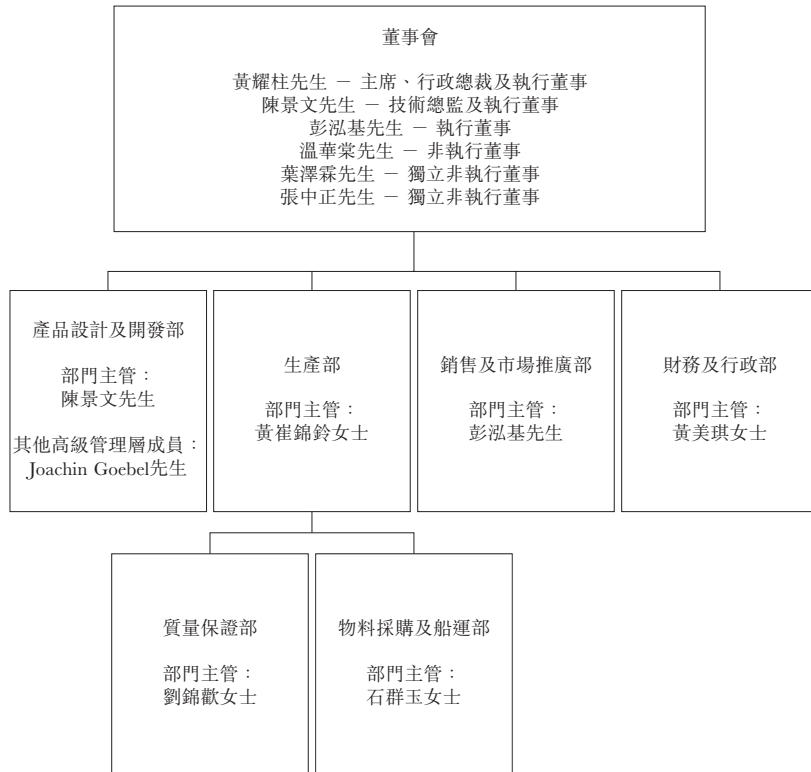 董事會
黃耀柱先生 － 主席、行政總裁及執行董事
陳景文先生 － 技術總監及執行董事
彭泓基先生 － 執行董事
溫華棠先生 － 非執行董事
葉澤霖先生 － 獨立非執行董事
張中正先生 － 獨立非執行董事
產品設計及開發部
部門主管：
陳景文先生
其他高級管理層成員：
Joachin Goebel先生
生產部
部門主管：
黃崔錦鈴女士
銷售及市場推廣部
部門主管：
彭泓基先生
財務及行政部
部門主管：
黃美琪女士
質量保證部
部門主管：
劉錦歡女士
物料採購及船運部
部門主管：
石群玉女士